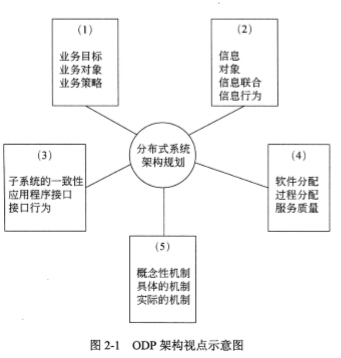 (1)
业务目标
业务对象
业务策略
(2)
信息
对象
信息联合
信息行为
分布式系统
架构规划
(3)
子系统的一致性
应用程序接口
接口行为
(4)
软件分配
过程分配
服务质量
(5)
概念性机制
具体的机制
实际的机制
图 2-1 ODP 架构视点示意图